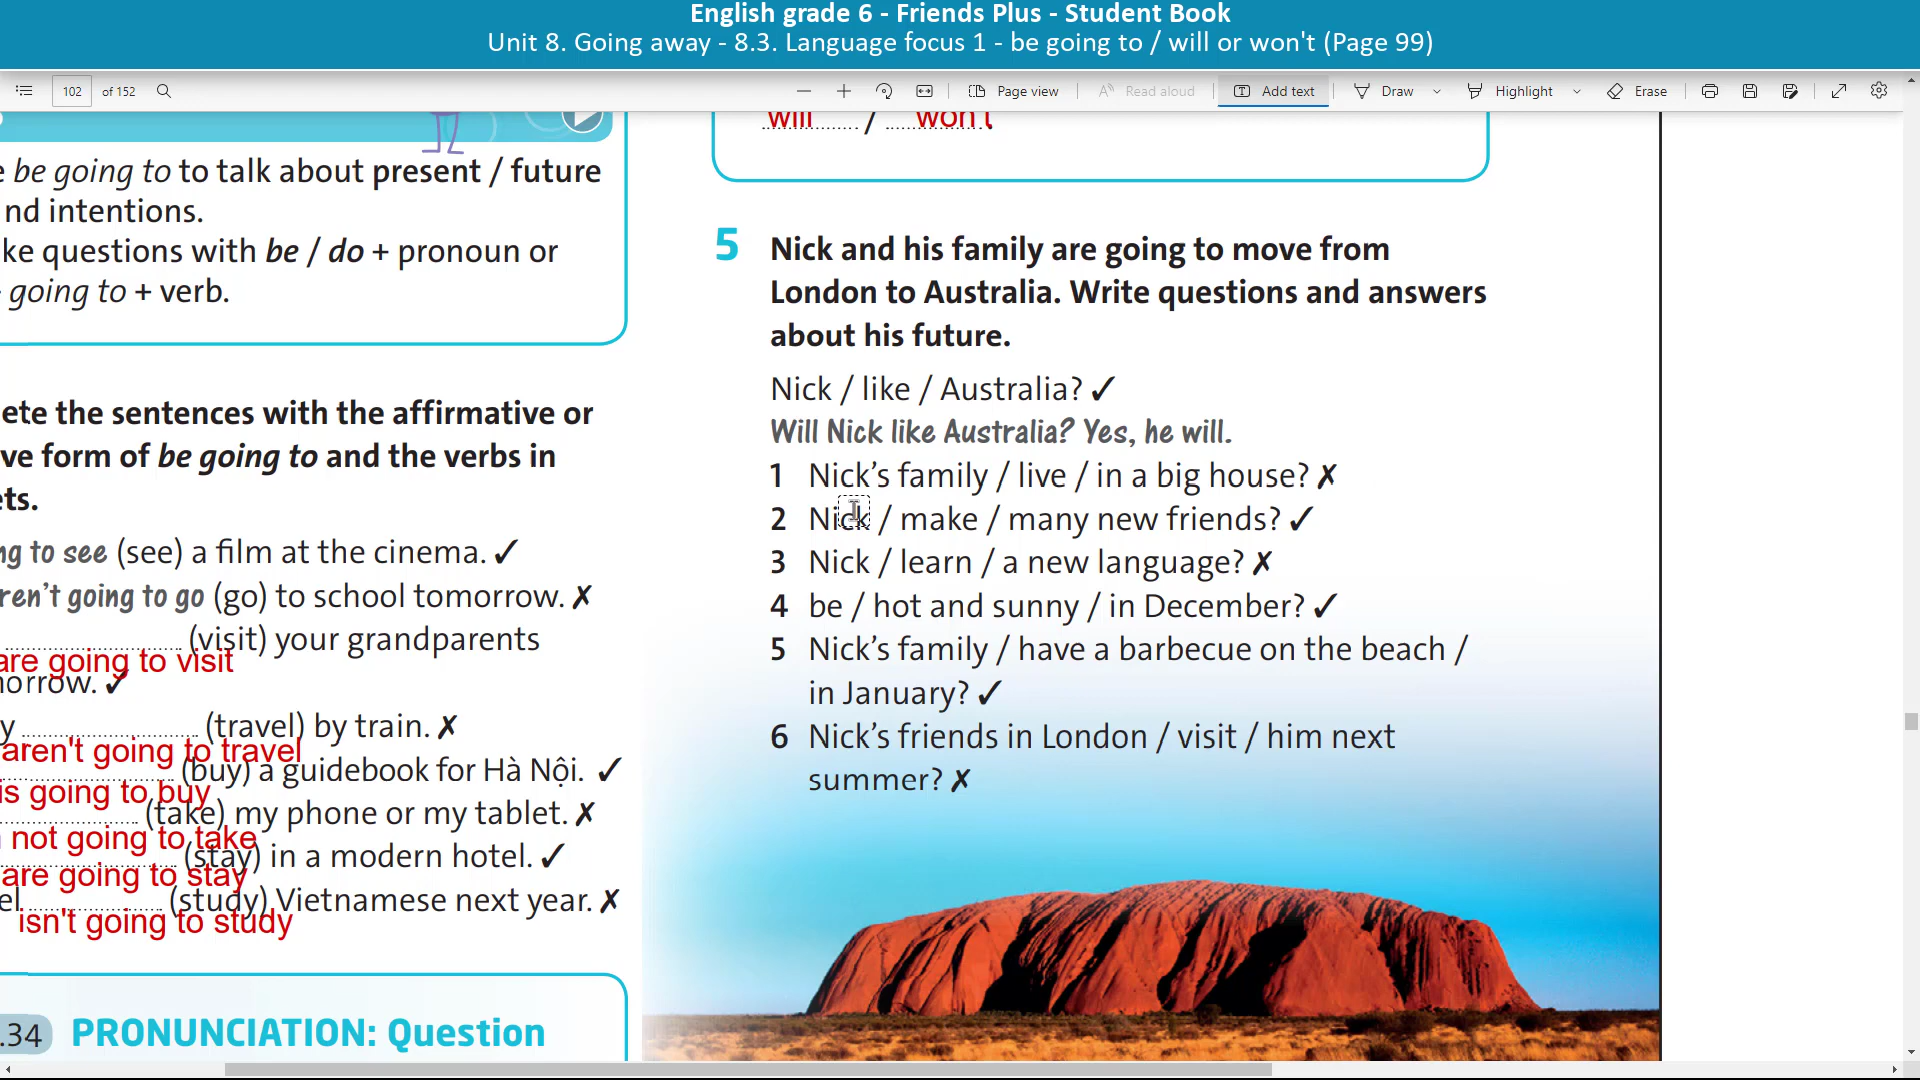 English grade 6 - Friends Plus - Student Book
Unit 8. Going away - 8.3. Language focus 1 - be going to / will or won't (Page 99)
102 of 152
Page view
Read aloud
Add text
Draw
Highlight
Erase
be going to to talk about present / future
nd intentions.
ke questions with be / do + pronoun or
going to + verb.
ete the sentences with the affirmative or
ve form of be going to and the verbs in
ets.
ng to see (see) a film at the cinema. ✓
ren't going to go (go) to school tomorrow. ✗
(visit) your grandparents
are going to visit
morrow. ✓
y (travel) by train. ✗
aren't going to travel
(buy) a guidebook for Hà Nội. ✓
is going to buy
(take) my phone or my tablet. ✗
not going to take
(stay) in a modern hotel. ✓
are going to stay
el (study) Vietnamese next year. ✗
isn't going to study
.34 PRONUNCIATION: Question
will / won't
5 Nick and his family are going to move from
London to Australia. Write questions and answers
about his future.
Nick / like / Australia? ✓
Will Nick like Australia? Yes, he will.
1 Nick's family / live / in a big house? ✗
2 Nick / make / many new friends? ✓
3 Nick / learn / a new language? ✗
4 be / hot and sunny / in December? ✓
5 Nick's family / have a barbecue on the beach /
in January? ✓
6 Nick's friends in London / visit / him next
summer? ✗